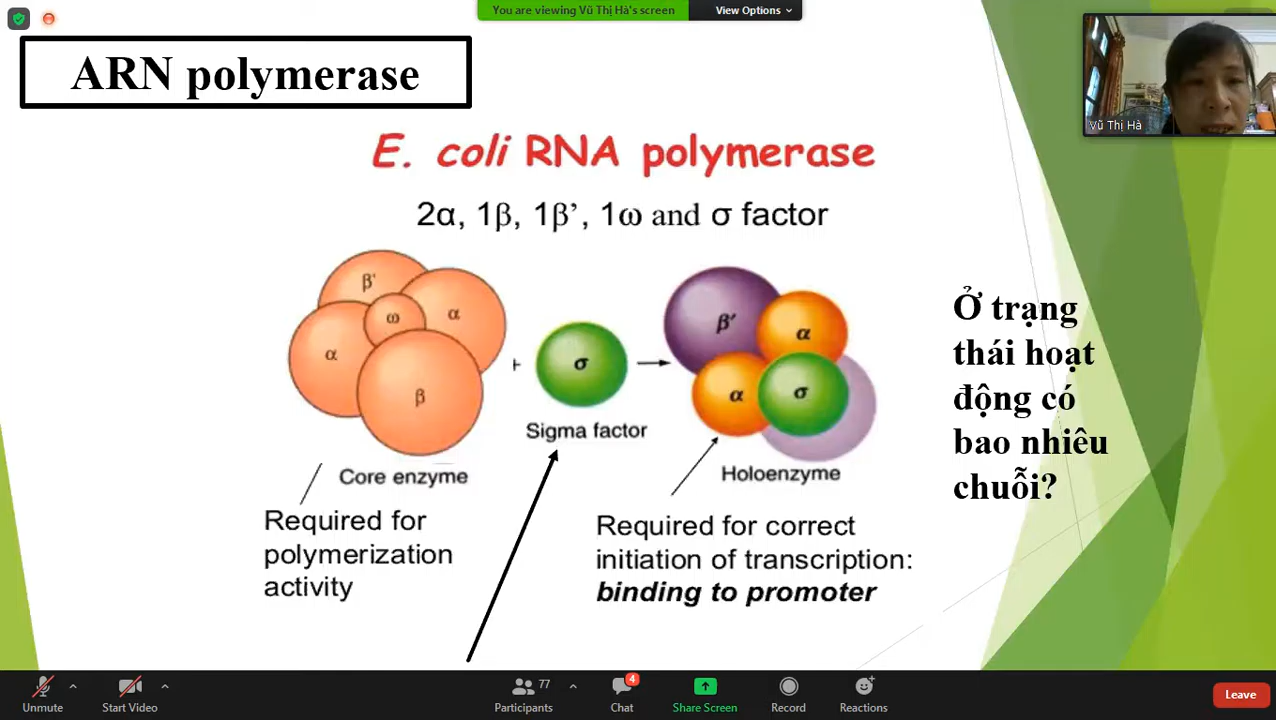 You are viewing Vũ Thị Hà's screen
View Options
ARN polymerase
Vũ Thị Hà
E. coli RNA polymerase
2α, 1β, 1β’, 1ω and σ factor
β'
ω
α
α
β
+
σ
Sigma factor
Core enzyme
β'
α
α
σ
Holoenzyme
Required for
polymerization
activity
Required for correct
initiation of transcription:
binding to promoter
Ở trạng
thái hoạt
động có
bao nhiêu
chuỗi?
Unmute
Start Video
77
Participants
4
Chat
Share Screen
Record
Reactions
Leave